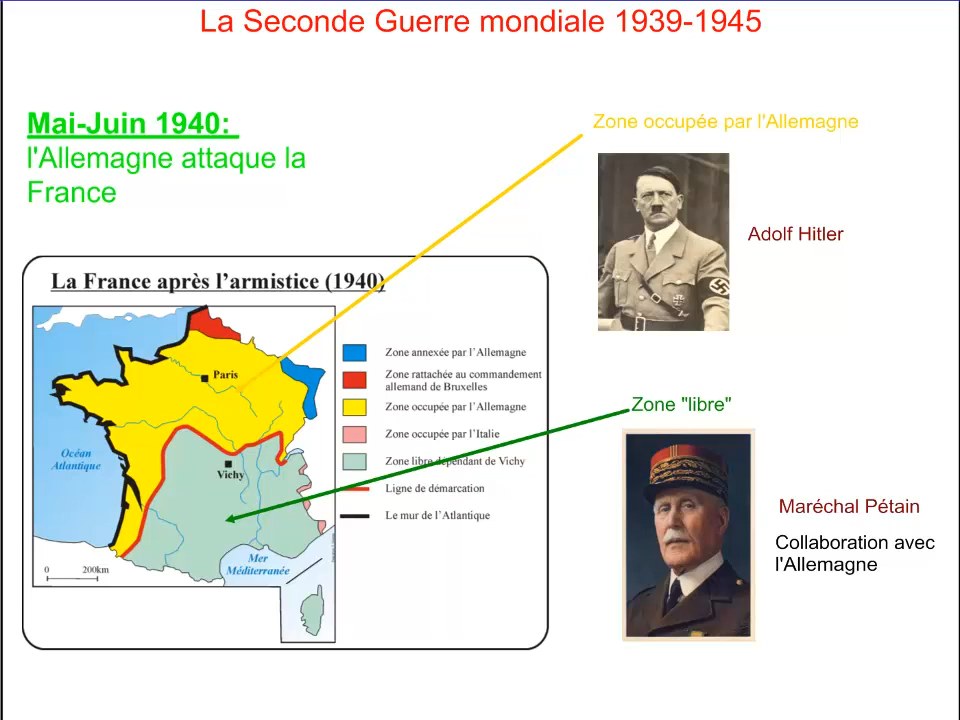 La Seconde Guerre mondiale 1939-1945
Mai-Juin 1940:
l'Allemagne attaque la
France
Zone occupée par l'Allemagne
Adolf Hitler
La France après l'armistice (1940)
Paris
Océan
Atlantique
Vichy
Mer
Méditerranée
0 200km
Zone annexée par l'Allemagne
Zone rattachée au commandement
allemand de Bruxelles
Zone occupée par l'Allemagne
Zone occupée par l'Italie
Zone libre dépendant de Vichy
Ligne de démarcation
Le mur de l'Atlantique
Zone "libre"
Maréchal Pétain
Collaboration avec
l'Allemagne